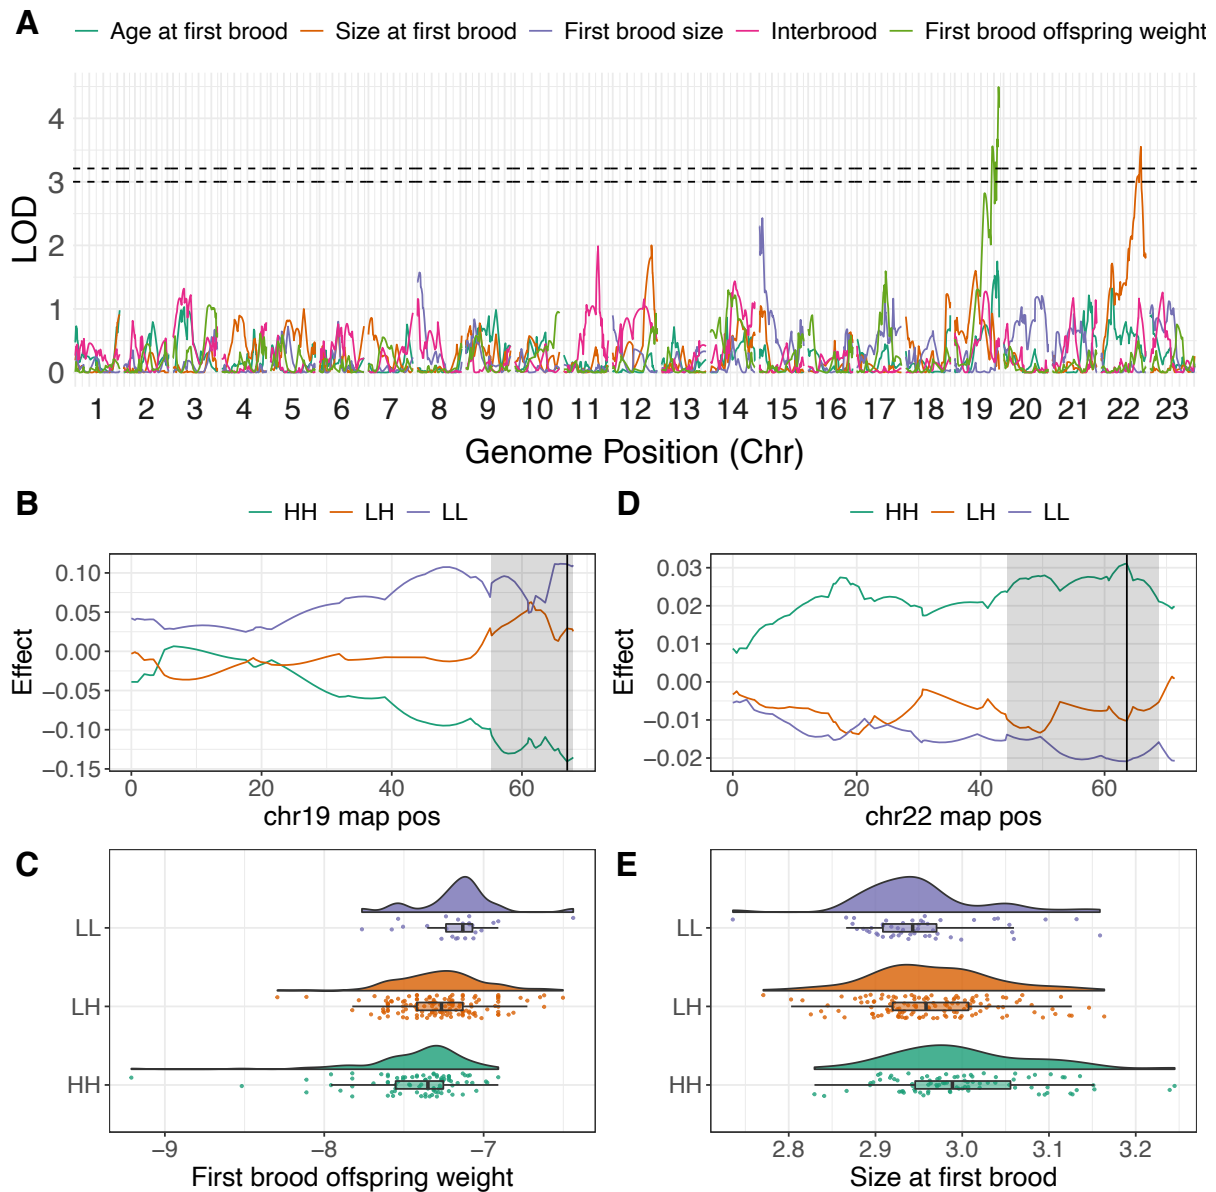 A
Age at first brood Size at first brood First brood size Interbrood First brood offspring weight
4
3
2
1
0
LOD
1 2 3 4 5 6 7 8 9 10 11 12 13 14 15 16 17 18 19 20 21 22 23
Genome Position (Chr)
B
HH LH LL
0.10
0.05
0.00
−0.05
−0.10
−0.15
Effect
0 20 40 60
chr19 map pos
D
HH LH LL
0.03
0.02
0.01
0.00
−0.01
−0.02
Effect
0 20 40 60
chr22 map pos
C
LL
LH
HH
−9 −8 −7
First brood offspring weight
E
LL
LH
HH
2.8 2.9 3.0 3.1 3.2
Size at first brood